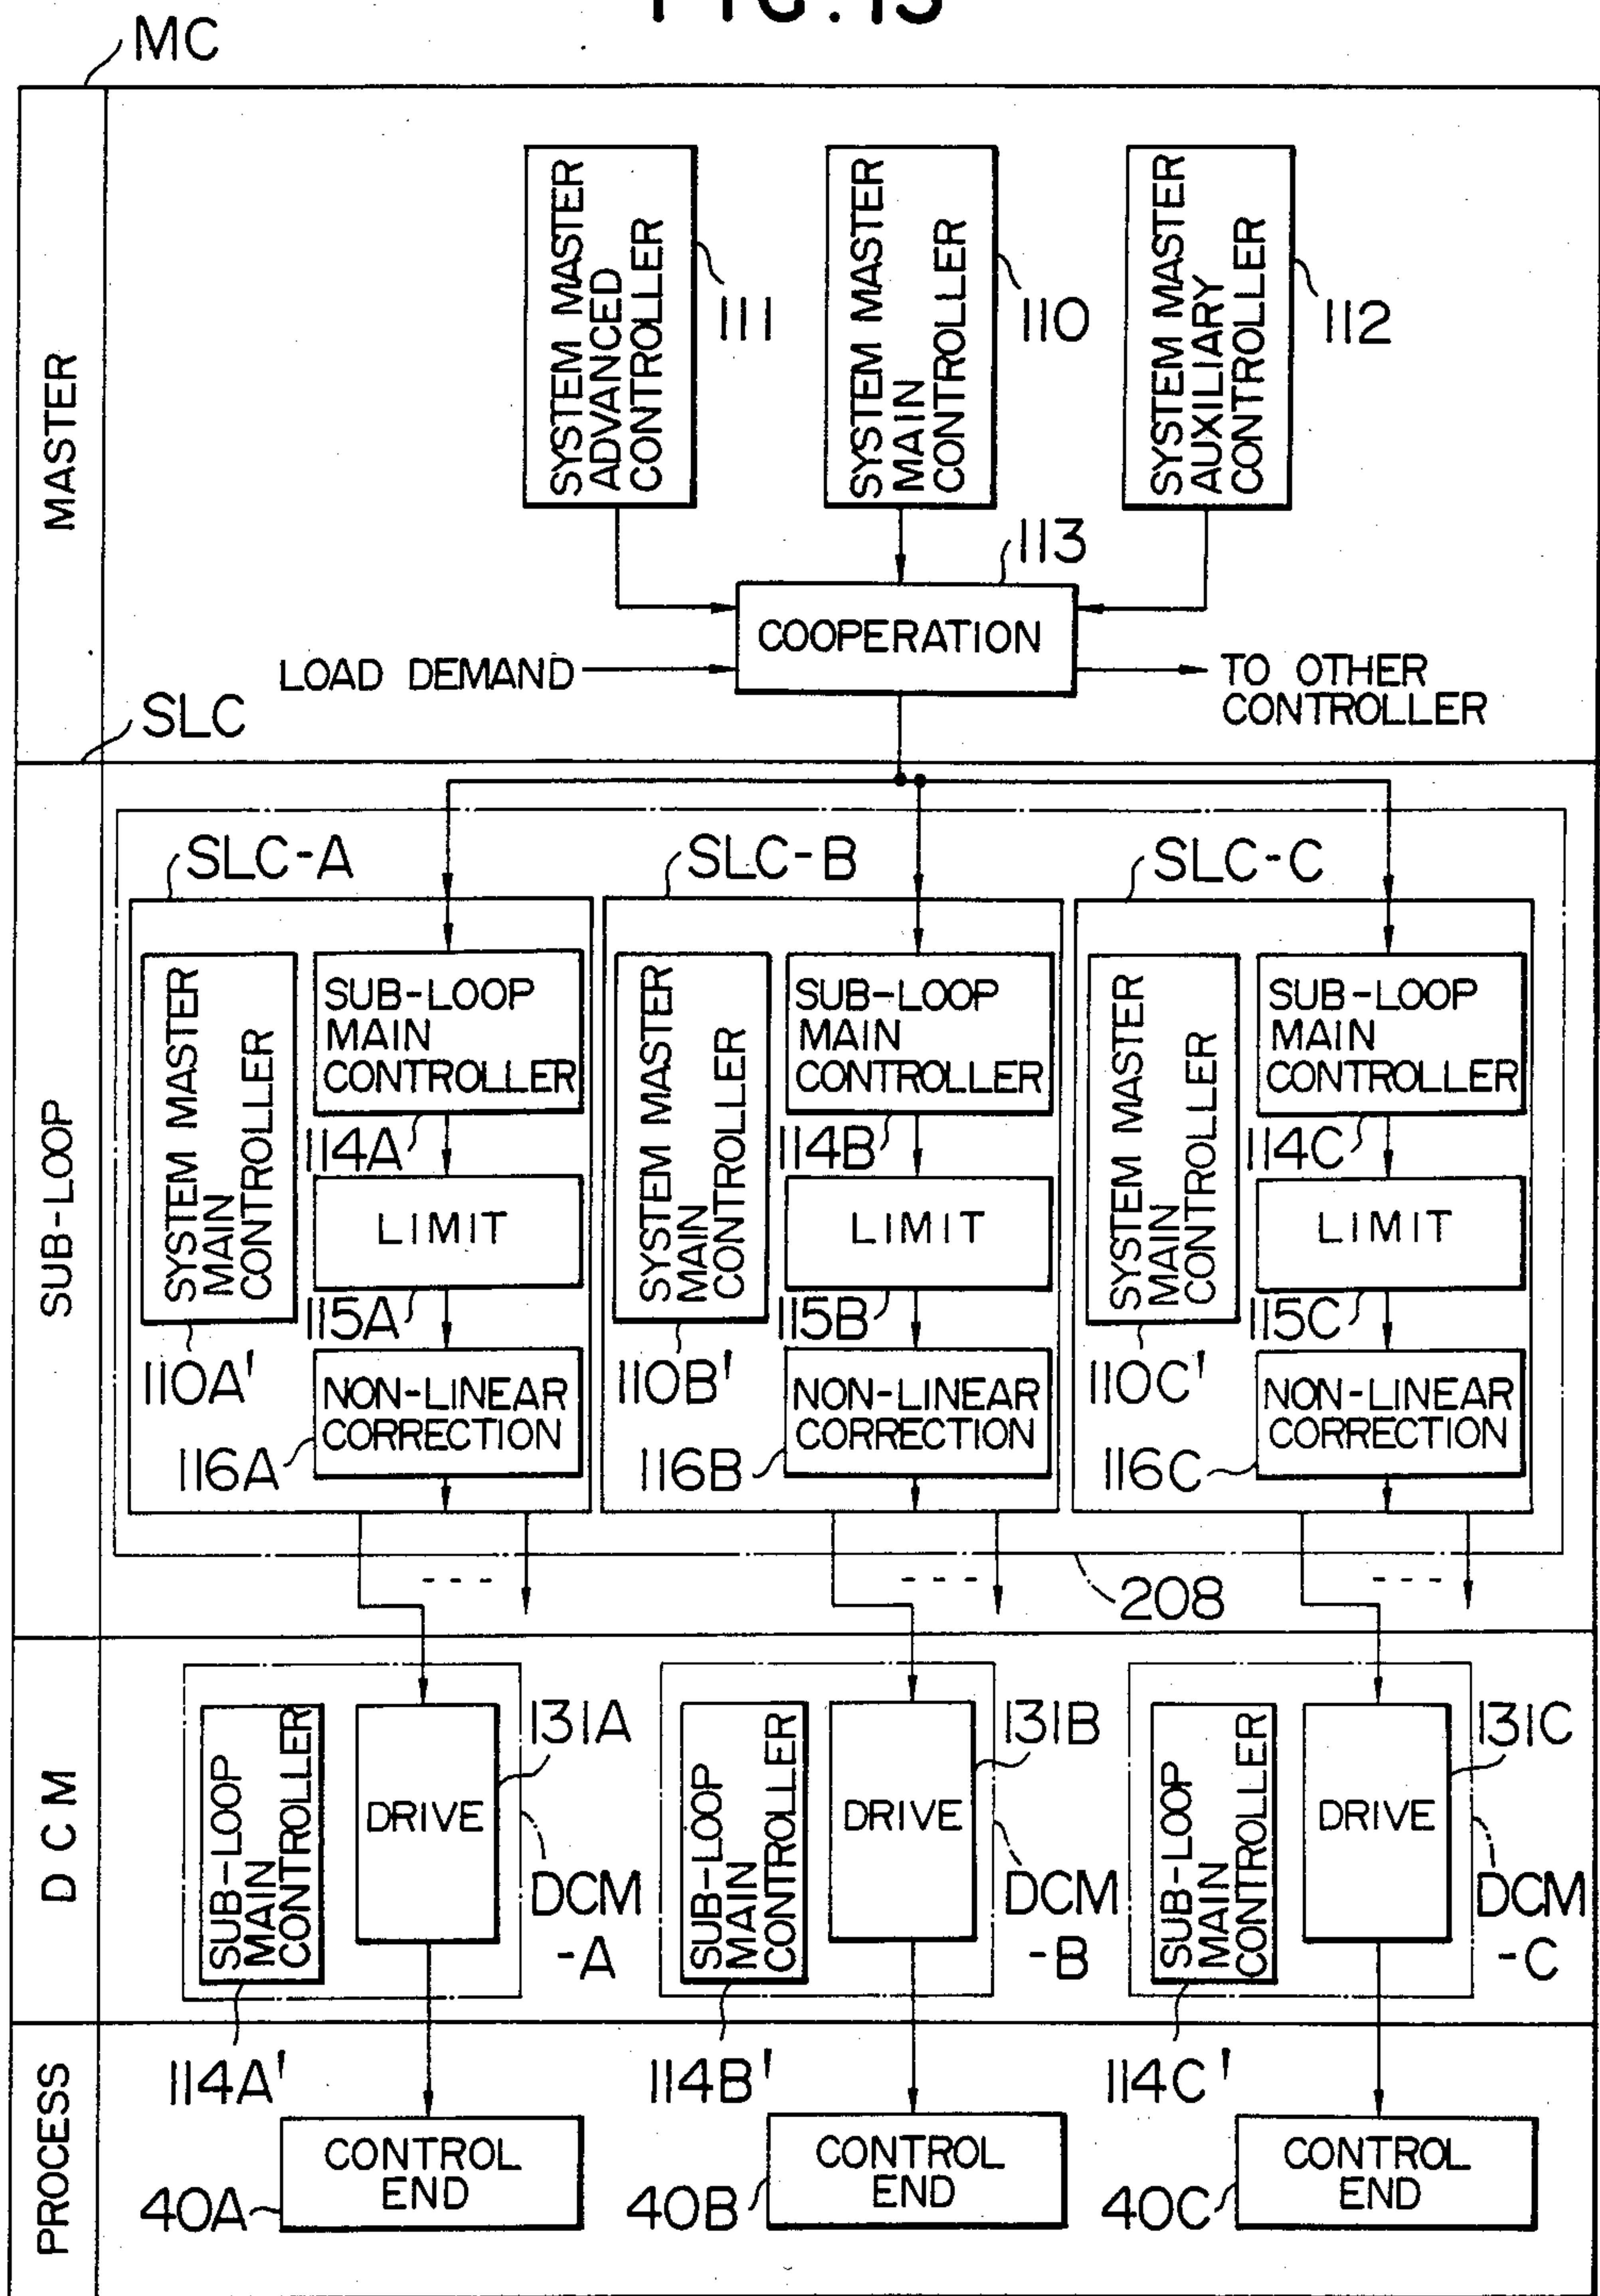 FIG. 13
MC
MASTER
SYSTEM MASTER
ADVANCED
CONTROLLER
111
SYSTEM MASTER
MAIN
CONTROLLER
110
SYSTEM MASTER
AUXILIARY
CONTROLLER
112
113
COOPERATION
LOAD DEMAND
TO OTHER
CONTROLLER
SLC
SUB-LOOP
SLC-A
SYSTEM MASTER
MAIN
CONTROLLER
110A'
SUB-LOOP
MAIN
CONTROLLER
114A
LIMIT
115A
NON-LINEAR
CORRECTION
116A
SLC-B
SYSTEM MASTER
MAIN
CONTROLLER
110B'
SUB-LOOP
MAIN
CONTROLLER
114B
LIMIT
115B
NON-LINEAR
CORRECTION
116B
SLC-C
SYSTEM MASTER
MAIN
CONTROLLER
110C'
SUB-LOOP
MAIN
CONTROLLER
114C
LIMIT
115C
NON-LINEAR
CORRECTION
116C
208
DCM
SUB-LOOP
MAIN
CONTROLLER
114A'
DRIVE
131A
DCM
-A
SUB-LOOP
MAIN
CONTROLLER
114B'
DRIVE
131B
DCM
-B
SUB-LOOP
MAIN
CONTROLLER
114C'
DRIVE
131C
DCM
-C
PROCESS
CONTROL
END
40A
CONTROL
END
40B
CONTROL
END
40C